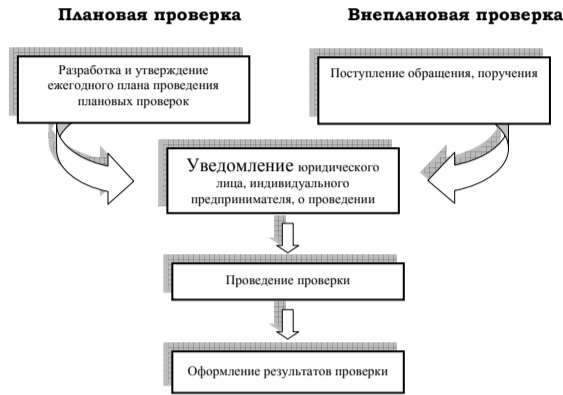 Плановая проверка
Внеплановая проверка
Разработка и утверждение
ежегодного плана проведения
плановых проверок
Поступление обращения, поручения
Уведомление юридического
лица, индивидуального
предпринимателя, о проведении
Проведение проверки
Оформление результатов проверки